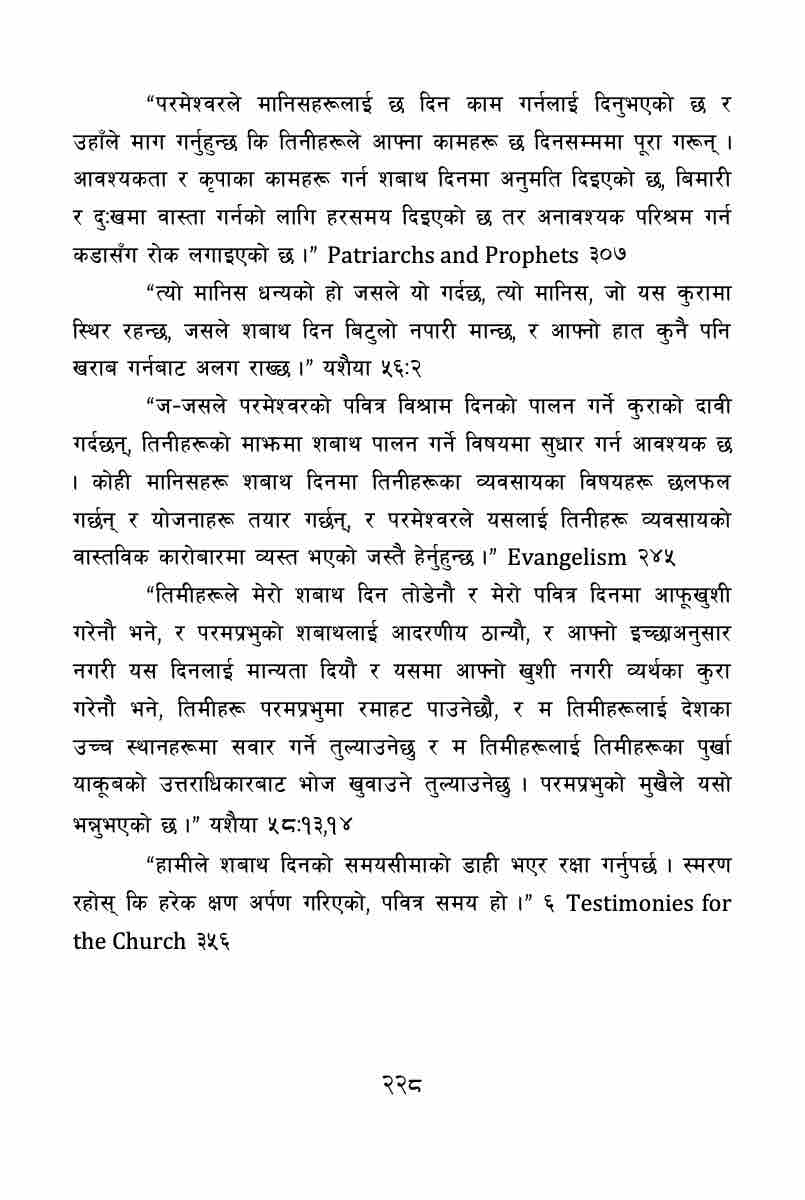 “परमेश्वरले मानिसहरूलाई छ दिन काम गर्नलाई दिनुभएको छ र
उहाँले माग गर्नुहुन्छ कि तिनीहरूले आफ्ना कामहरू छ दिनसम्ममा पूरा गरून् ।
आवश्यकता र कृपाका कामहरू गर्न शबाथ दिनमा अनुमति दिइएको छ, बिमारी
र दुःखमा वास्ता गर्नको लागि हरसमय दिइएको छ तर अनावश्यक परिश्रम गर्न
कडासँग रोक लगाइएको छ ।” Patriarchs and Prophets ३०७
“त्यो मानिस धन्यको हो जसले यो गर्दछ, त्यो मानिस, जो यस कुरामा
स्थिर रहन्छ, जसले शबाथ दिन बिटुलो नपारी मान्छ, र आफ्नो हात कुनै पनि
खराब गर्नबाट अलग राख्छ ।” यशैया ५६:२
“ज-जसले परमेश्वरको पवित्र विश्राम दिनको पालन गर्ने कुराको दावी
गर्दछन्, तिनीहरूको माझमा शबाथ पालन गर्ने विषयमा सुधार गर्न आवश्यक छ
। कोही मानिसहरू शबाथ दिनमा तिनीहरूका व्यवसायका विषयहरू छलफल
गर्छन् र योजनाहरू तयार गर्छन्, र परमेश्वरले यसलाई तिनीहरू व्यवसायको
वास्तविक कारोबारमा व्यस्त भएको जस्तै हेर्नुहुन्छ ।” Evangelism २४५
“तिमीहरूले मेरो शबाथ दिन तोडेनौ र मेरो पवित्र दिनमा आफूखुशी
गरेनौ भने, र परमप्रभुको शबाथलाई आदरणीय ठान्यौ, र आफ्नो इच्छाअनुसार
नगरी यस दिनलाई मान्यता दियौ र यसमा आफ्नो खुशी नगरी व्यर्थका कुरा
गरेनौ भने, तिमीहरू परमप्रभुमा रमाहट पाउनेछौ, र म तिमीहरूलाई देशका
उच्च स्थानहरूमा सवार गर्ने तुल्याउनेछु र म तिमीहरूलाई तिमीहरूका पुर्खा
याकूबको उत्तराधिकारबाट भोज खुवाउने तुल्याउनेछु । परमप्रभुको मुखैले यसो
भन्नुभएको छ ।” यशैया ५८:१३,१४
“हामीले शबाथ दिनको समयसीमाको डाही भएर रक्षा गर्नुपर्छ । स्मरण
रहोस् कि हरेक क्षण अर्पण गरिएको, पवित्र समय हो ।” ६ Testimonies for
the Church ३५६
२२८